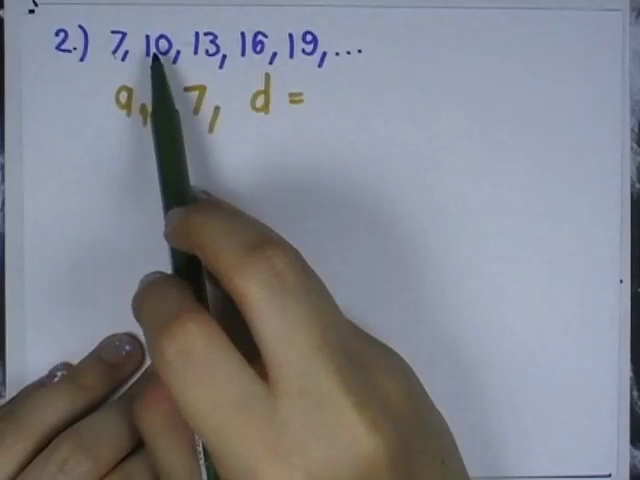 2.) 7, 10, 13, 16, 19, ...
a, 7, d =